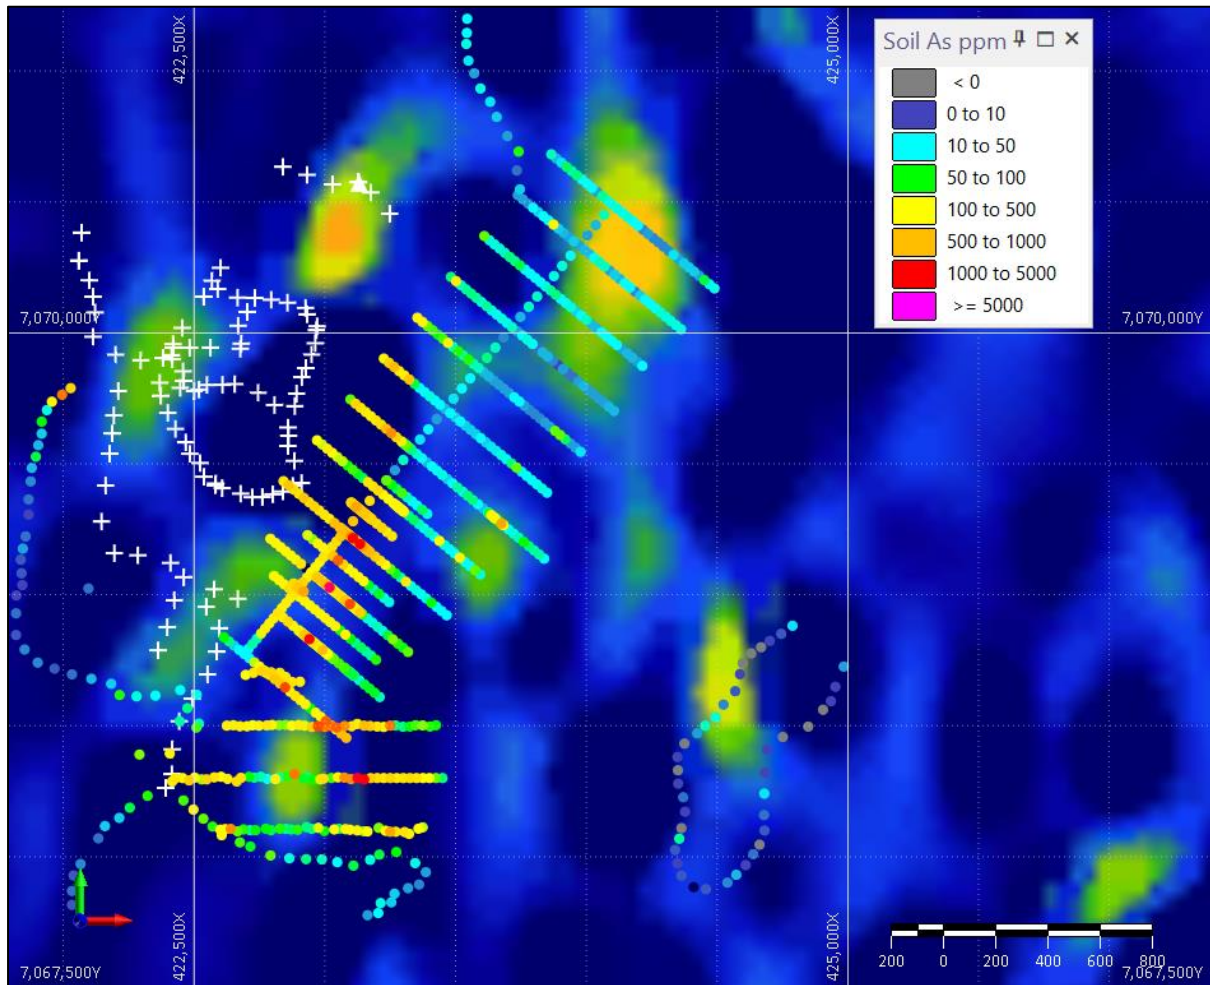 422,500X
425,000X
Soil As ppm
< 0
0 to 10
10 to 50
50 to 100
100 to 500
500 to 1000
1000 to 5000
>= 5000
7,070,000Y
7,070,000Y
422,500X
425,000X
200 0 200 400 600 800
7,067,500Y
7,067,500Y